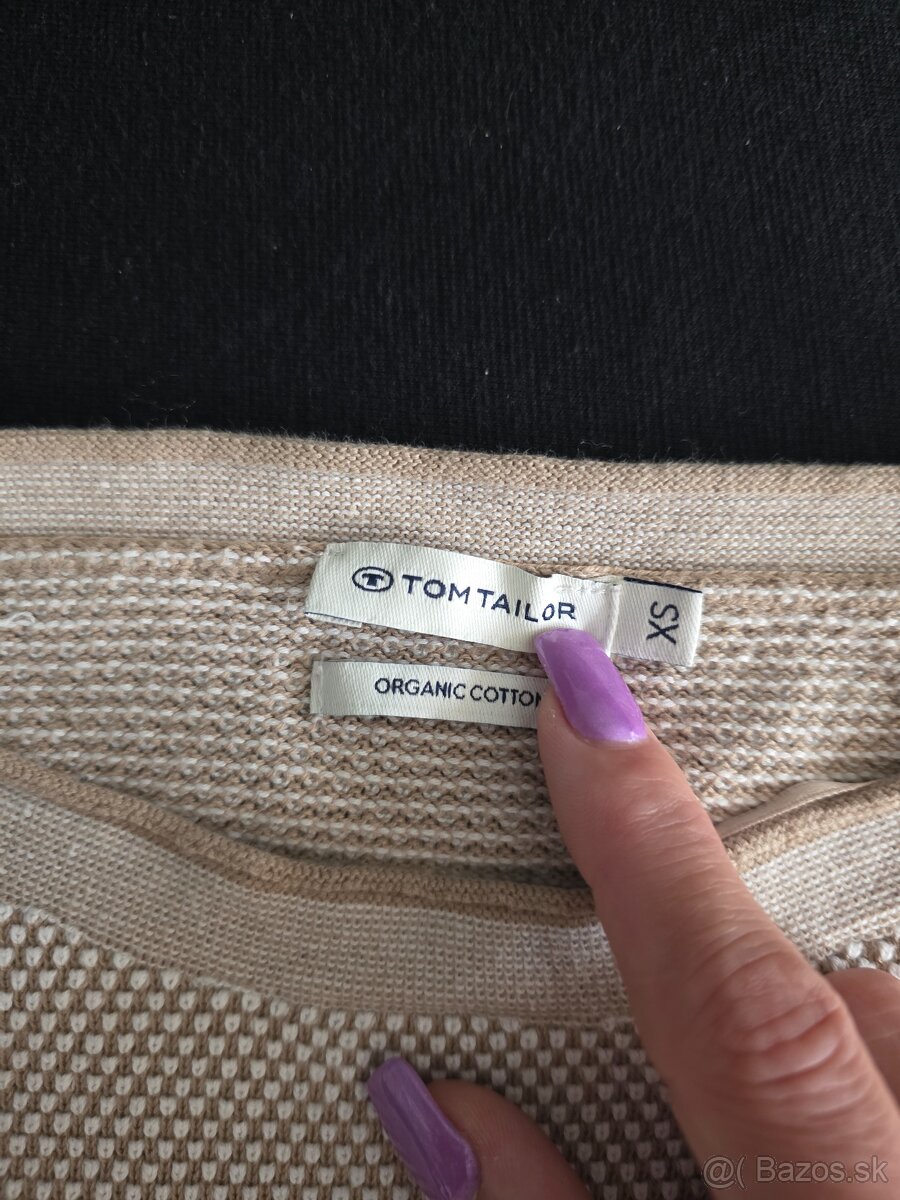 TOM TAILOR
XS
ORGANIC COTTON
@( Bazos.sk